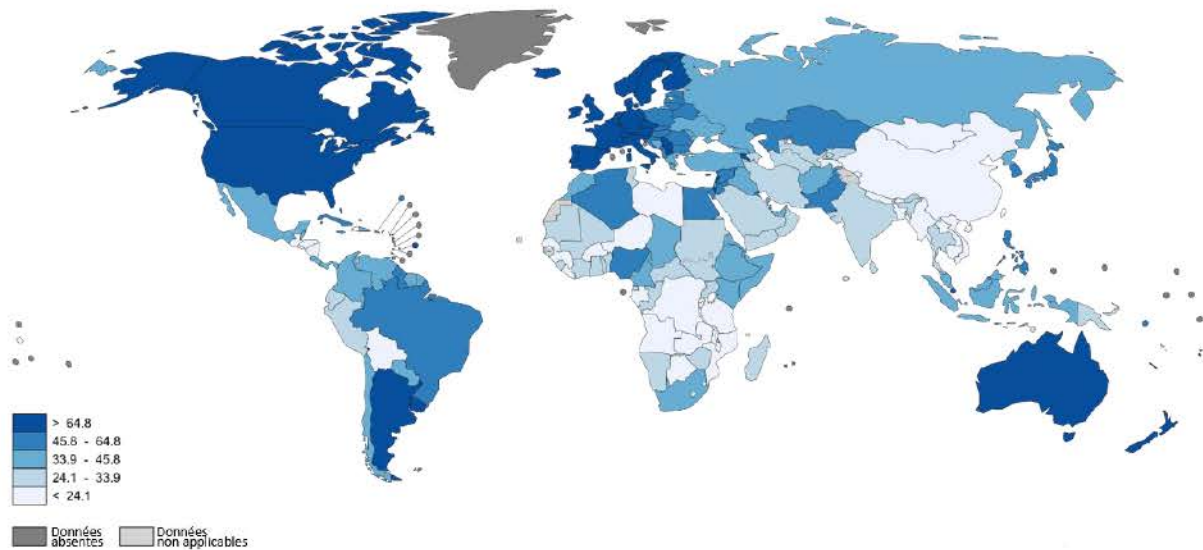 > 64.8
45.8 - 64.8
33.9 - 45.8
24.1 - 33.9
< 24.1
Données absentes
Données non applicables